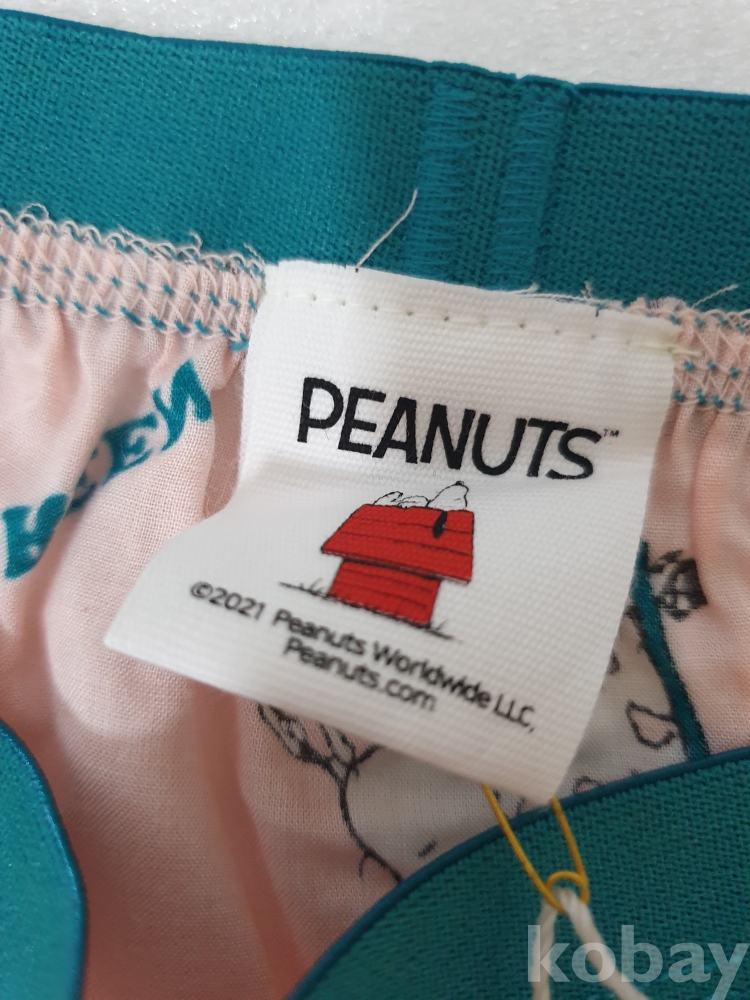 PEANUTS™
©2021 Peanuts Worldwide LLC,
Peanuts.com
kobay